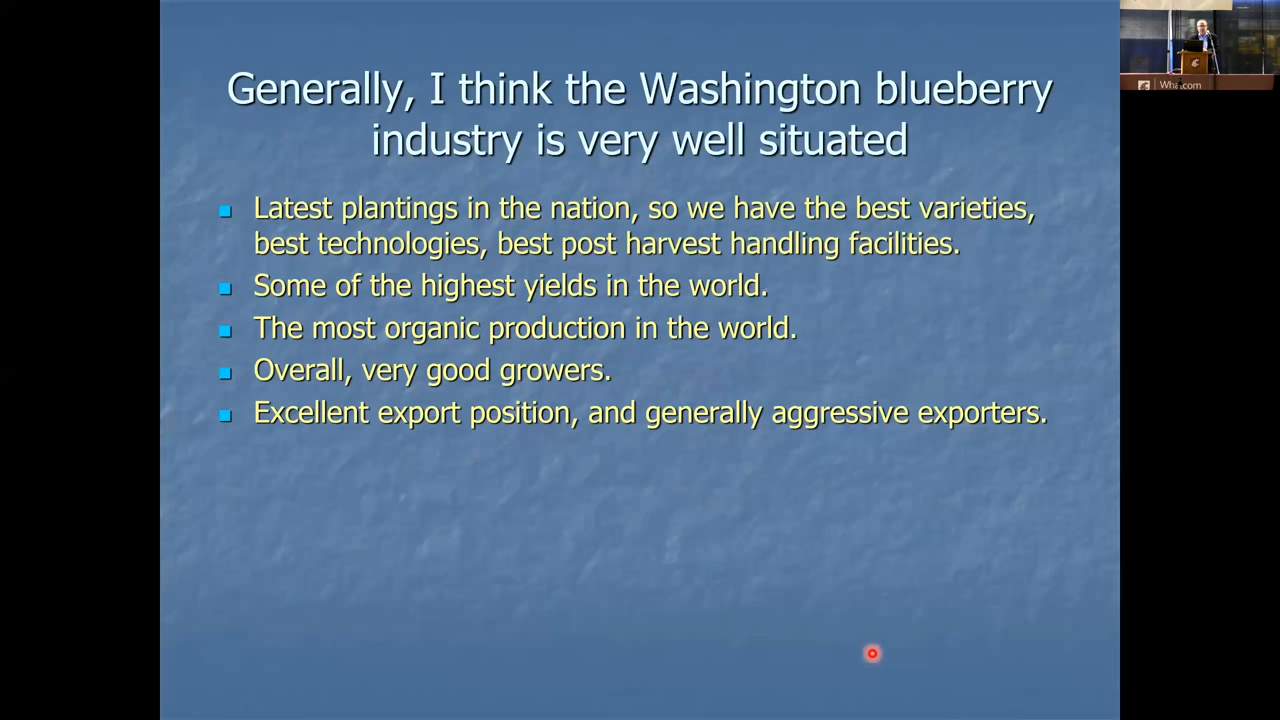 Generally, I think the Washington blueberry
industry is very well situated
Latest plantings in the nation, so we have the best varieties,
best technologies, best post harvest handling facilities.
Some of the highest yields in the world.
The most organic production in the world.
Overall, very good growers.
Excellent export position, and generally aggressive exporters.